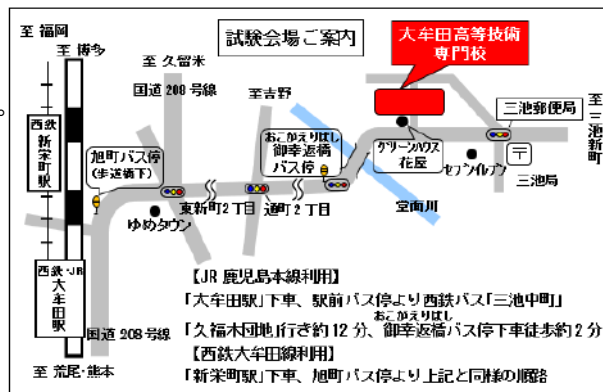 至 福岡
至 博多
試験会場ご案内
大牟田高等技術
専門校
至 久留米
国道 208 号線
至 吉野
三池郵便局
至 三池新町
西鉄 新栄町駅
旭町バス停
(歩道橋下)
おこがえりばし
御幸返橋
バス停
グリーンハウス
花屋
セブンイレブン
三池局
ゆめタウン
東新町2丁目
通町2丁目
堂面川
西鉄・JR
大牟田駅
国道 208 号線
至 荒尾・熊本
【JR 鹿児島本線利用】
「大牟田駅」下車、駅前バス停より西鉄バス「三池中町」
おこがえりばし
「久福木団地」行き約12分、御幸返橋バス停下車徒歩約2分
【西鉄大牟田線利用】
「新栄町駅」下車、旭町バス停より上記と同様の順路